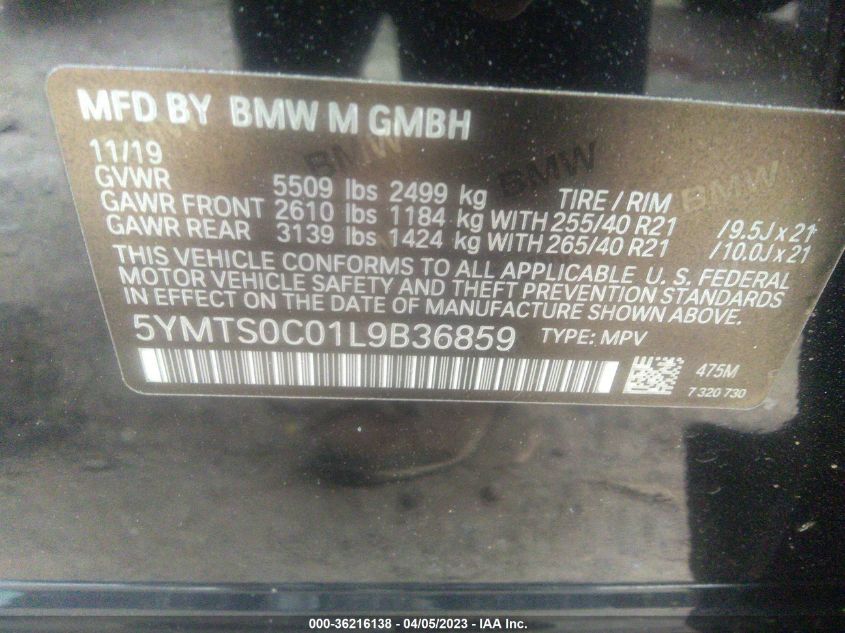 MFD BY BMW M GMBH
11/19
GVWR 5509 lbs 2499 kg TIRE / RIM
GAWR FRONT 2610 lbs 1184 kg WITH 255/40 R21 /9.5J x 21
GAWR REAR 3139 lbs 1424 kg WITH 265/40 R21 /10.0J x 21
THIS VEHICLE CONFORMS TO ALL APPLICABLE U. S. FEDERAL
MOTOR VEHICLE SAFETY AND THEFT PREVENTION STANDARDS
IN EFFECT ON THE DATE OF MANUFACTURE SHOWN ABOVE.
5YMTS0C01L9B36859 TYPE: MPV
475M
7 320 730
BMW BMW BMW
000-36216138 - 04/05/2023 - IAA Inc.